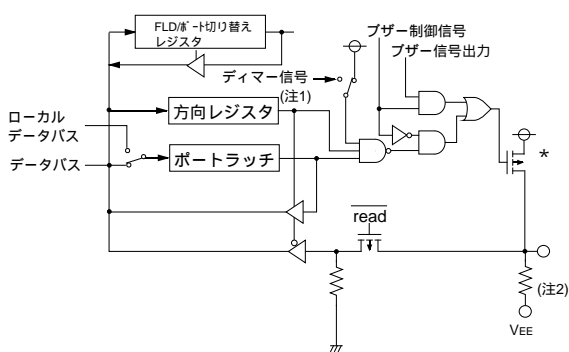 FLD/ﾎﾟｰﾄ切り替え
レジスタ
ブザー制御信号
ブザー信号出力
ディマー信号
(注1)
方向レジスタ
ローカル
データバス
データバス
ポートラッチ
*
read
(注2)
VEE